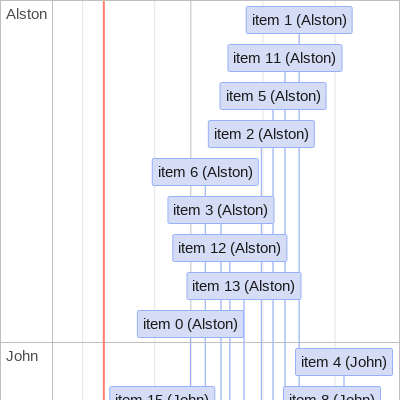 Alston
item 1 (Alston)
item 11 (Alston)
item 5 (Alston)
item 2 (Alston)
item 6 (Alston)
item 3 (Alston)
item 12 (Alston)
item 13 (Alston)
item 0 (Alston)
John
item 4 (John)
item 15 (John)
item 8 (John)